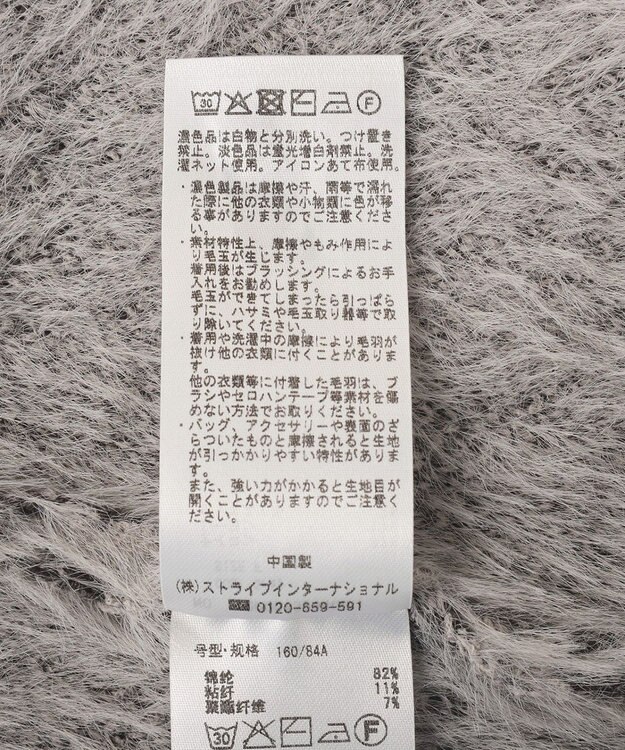 30 F
濃色品は白物と分別洗い。つけ置き
禁止。淡色品は蛍光増白剤禁止。洗
濯ネット使用。アイロンあて布使用。
・濃色製品は摩擦や汗、雨等で濡れ
た際に他の衣類や小物類に色が移
る事がありますのでご注意くださ
い。
・素材特性上、摩擦やもみ作用によ
り毛玉が生じます。
着用後はブラッシングによるお手
入れをお勧めします。
毛玉ができてしまったら引っぱら
ずに、ハサミや毛玉取り器等で取
り除いてください。
・着用や洗濯中の摩擦により毛羽が
抜け他の衣類に付くことがありま
す。
他の衣類等に付着した毛羽は、ブ
ラシやセロハンテープ等素材を傷
めない方法でお取りください。
・バッグ、アクセサリーや表面のざ
らついたものと摩擦されると生地
が引っかかりやすい特性がありま
す。
また、強い力がかかると生地目が
開くことがありますのでご注意く
ださい。
中国製
(株)ストライプインターナショナル
☎ 0120-659-591
号型·规格 160/84A
锦纶 82%
粘纤 11%
聚酯纤维 7%
30 F